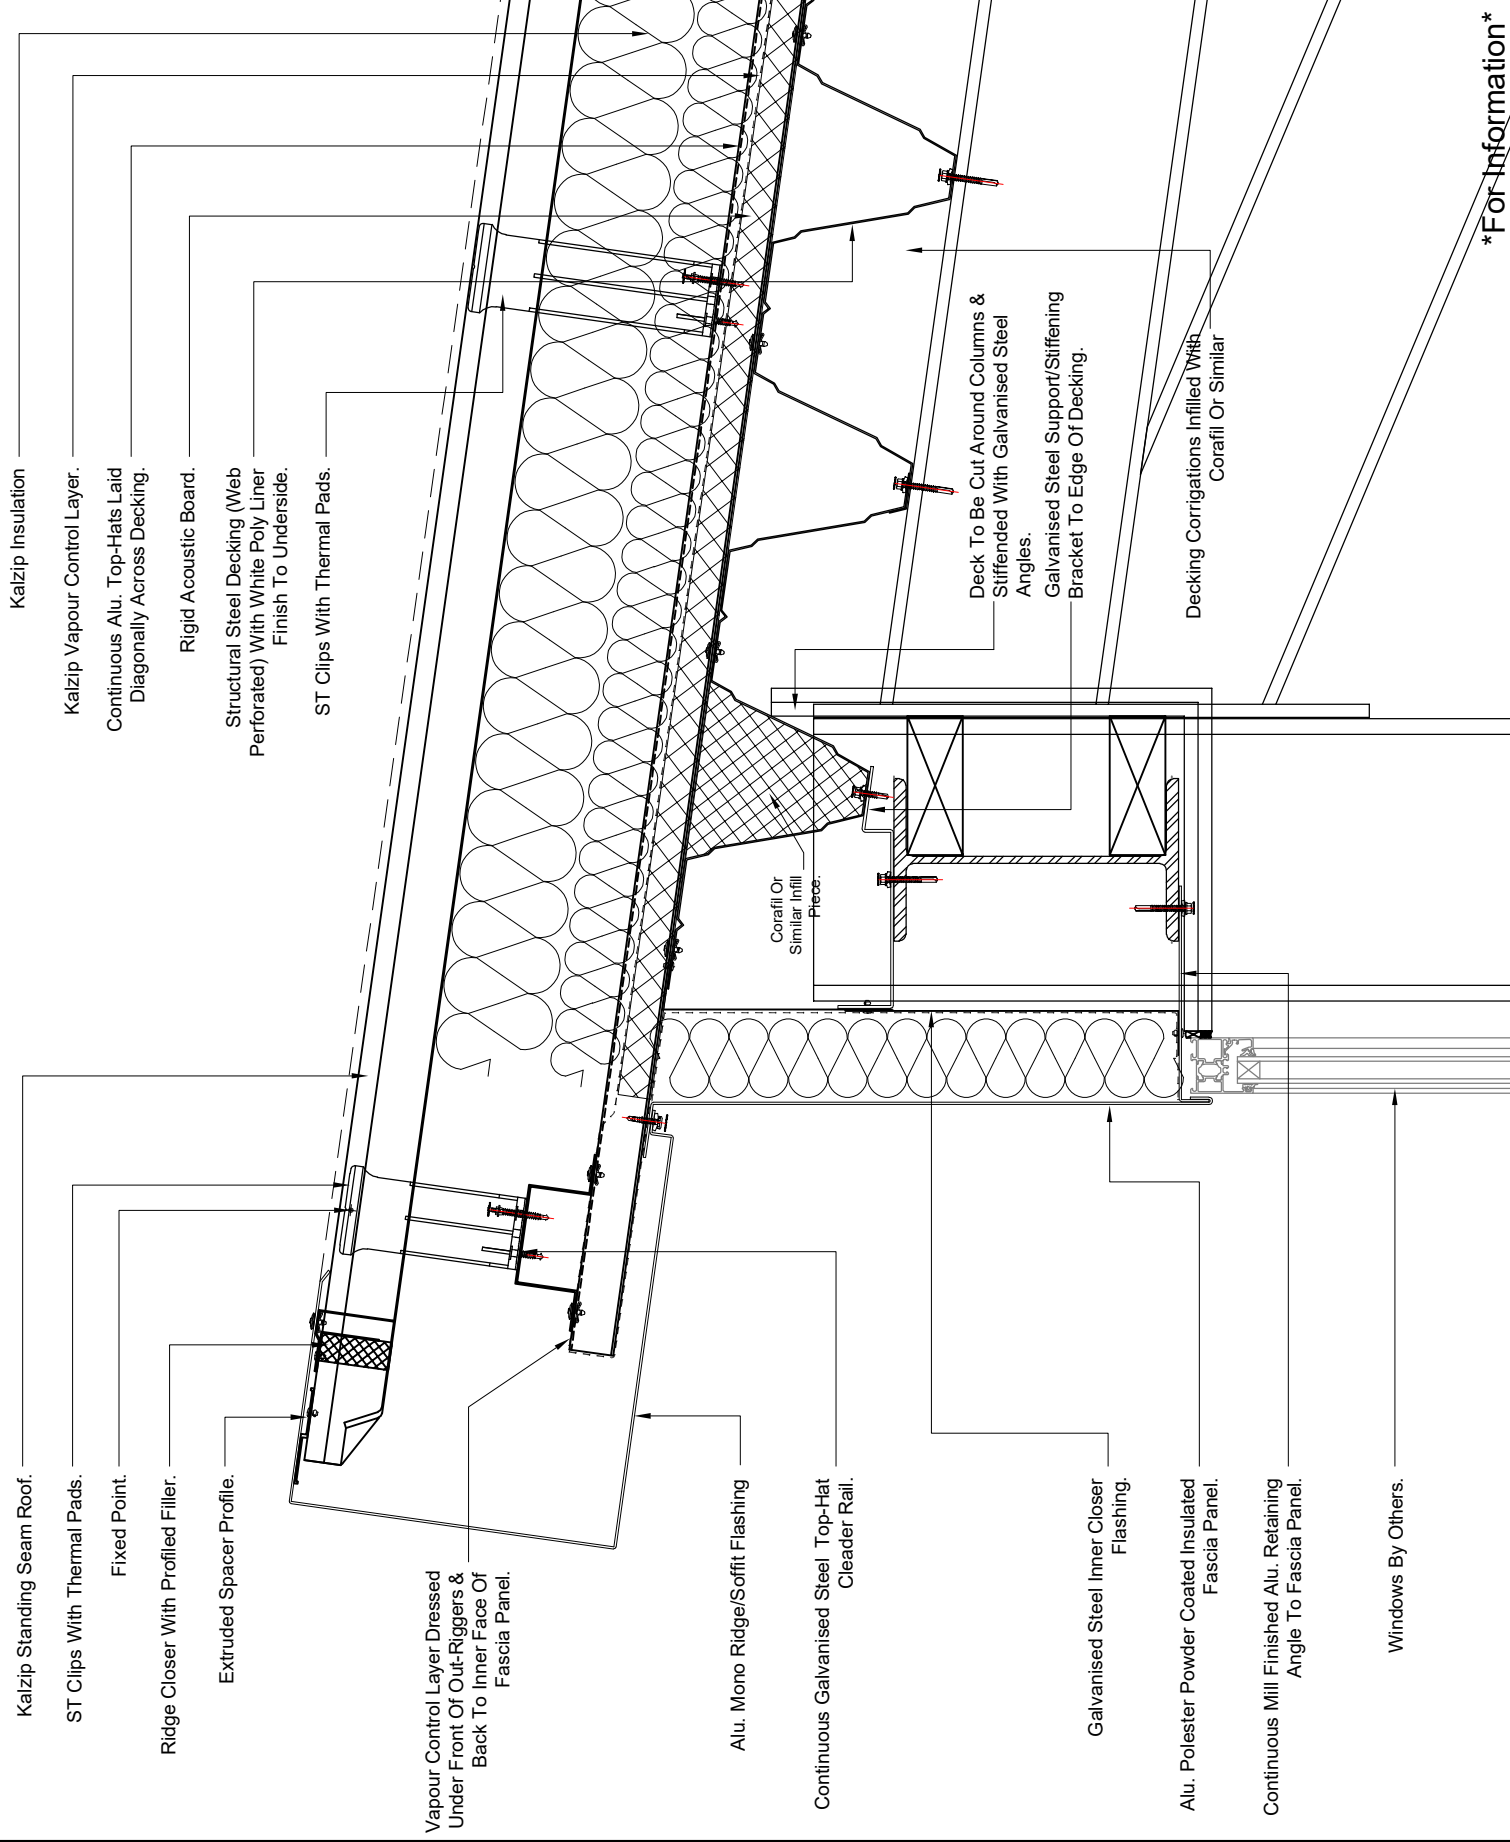 Kalzip Standing Seam Roof.
ST Clips With Thermal Pads.
Fixed Point.
Ridge Closer With Profiled Filler.
Extruded Spacer Profile.
Vapour Control Layer Dressed
Under Front Of Out-Riggers &
Back To Inner Face Of
Fascia Panel.
Alu. Mono Ridge/Soffit Flashing
Continuous Galvanised Steel Top-Hat
Cleader Rail.
Galvanised Steel Inner Closer
Flashing.
Alu. Polester Powder Coated Insulated
Fascia Panel.
Continuous Mill Finished Alu. Retaining
Angle To Fascia Panel.
Windows By Others.
Corafil Or
Similar Infill
Piece.
Kalzip Insulation
Kalzip Vapour Control Layer.
Continuous Alu. Top-Hats Laid
Diagonally Across Decking.
Rigid Acoustic Board.
Structural Steel Decking (Web
Perforated) With White Poly Liner
Finish To Underside.
ST Clips With Thermal Pads.
Deck To Be Cut Around Columns &
Stiffended With Galvanised Steel
Angles.
Galvanised Steel Support/Stiffening
Bracket To Edge Of Decking.
Decking Corrigations Infilled With
Corafil Or Similar
*For Information*